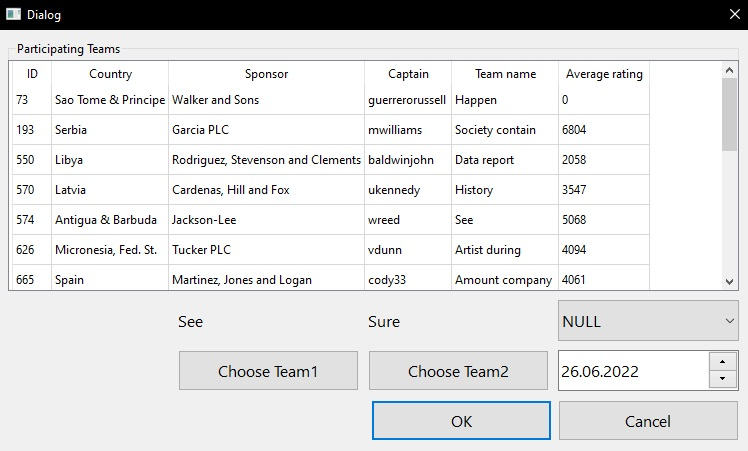 Dialog
Participating Teams
ID Country Sponsor Captain Team name Average rating
73 Sao Tome & Principe Walker and Sons guerrerorussell Happen 0
193 Serbia Garcia PLC mwilliams Society contain 6804
550 Libya Rodriguez, Stevenson and Clements baldwinjohn Data report 2058
570 Latvia Cardenas, Hill and Fox ukennedy History 3547
574 Antigua & Barbuda Jackson-Lee wreed See 5068
626 Micronesia, Fed. St. Tucker PLC vdunn Artist during 4094
665 Spain Martinez, Jones and Logan cody33 Amount company 4061
See Sure NULL
Choose Team1 Choose Team2 26.06.2022
OK Cancel